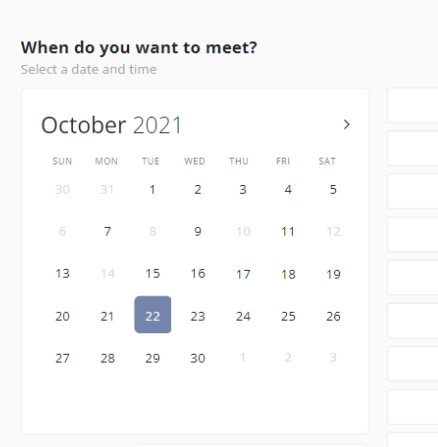 When do you want to meet?
Select a date and time
October 2021 >
SUN MON TUE WED THU FRI SAT
30 31 1 2 3 4 5
6 7 8 9 10 11 12
13 14 15 16 17 18 19
20 21 22 23 24 25 26
27 28 29 30 1 2 3